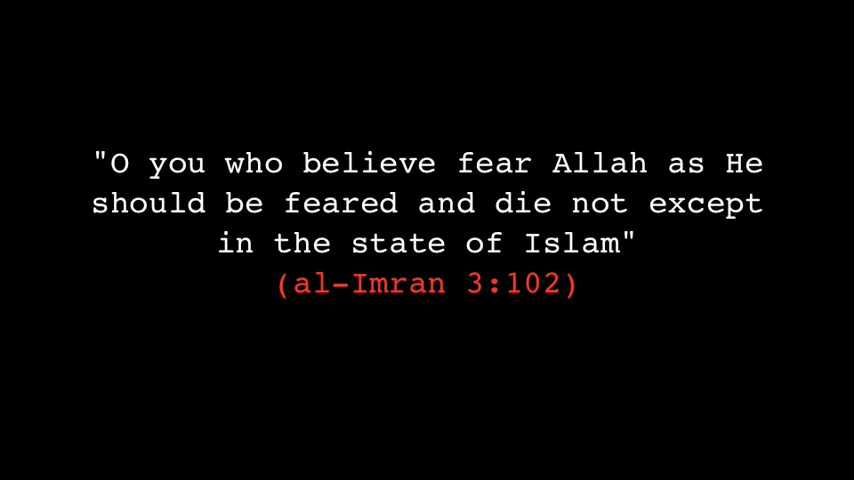 "O you who believe fear Allah as He
should be feared and die not except
in the state of Islam"
(al-Imran 3:102)